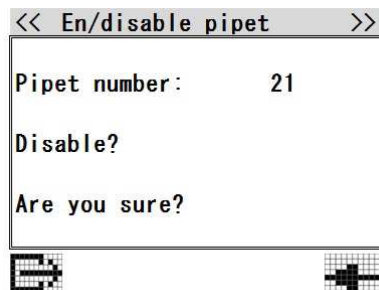 << En/disable pipet >>
Pipet number: 21
Disable?
Are you sure?